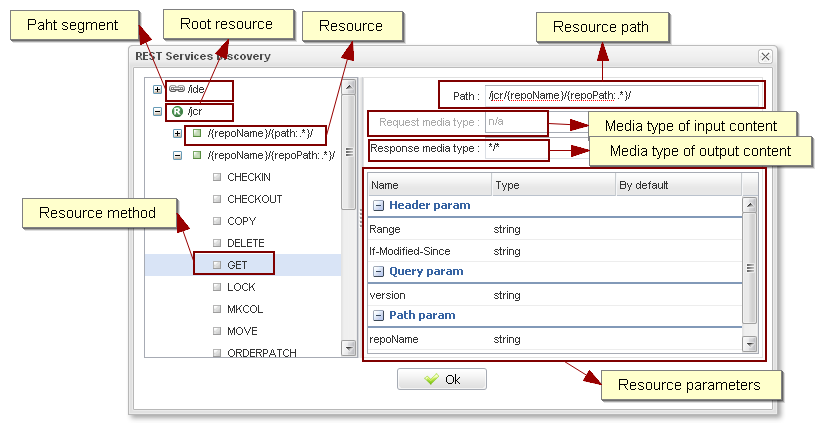 Paht segment
Root resource
Resource
Resource path
REST Services Discovery
/ide
/jcr
/{repoName}/{path:.*}/
/{repoName}/{repoPath:.*}/
CHECKIN
CHECKOUT
COPY
DELETE
GET
LOCK
MKCOL
MOVE
ORDERPATCH
Resource method
Path : /jcr/{repoName}/{repoPath:.*}/
Request media type : n/a
Response media type : */*
Media type of input content
Media type of output content
Name Type By default
Header param
Range string
If-Modified-Since string
Query param
version string
Path param
repoName string
Resource parameters
Ok